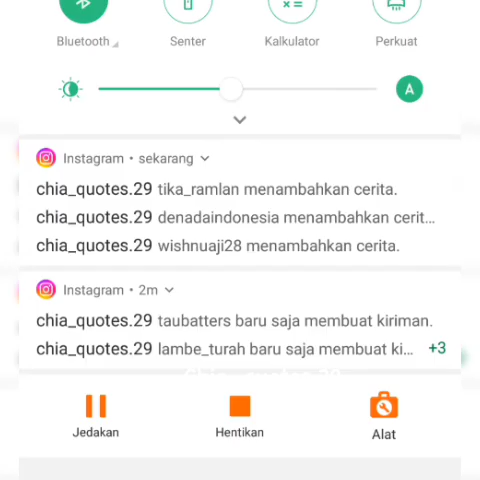 Bluetooth
Senter
Kalkulator
Perkuat
A
Instagram • sekarang
chia_quotes.29 tika_ramlan menambahkan cerita.
chia_quotes.29 denadaindonesia menambahkan cerit...
chia_quotes.29 wishnuaji28 menambahkan cerita.
Instagram • 2m
chia_quotes.29 taubatters baru saja membuat kiriman.
chia_quotes.29 lambe_turah baru saja membuat ki... +3
Jedakan
Hentikan
Alat